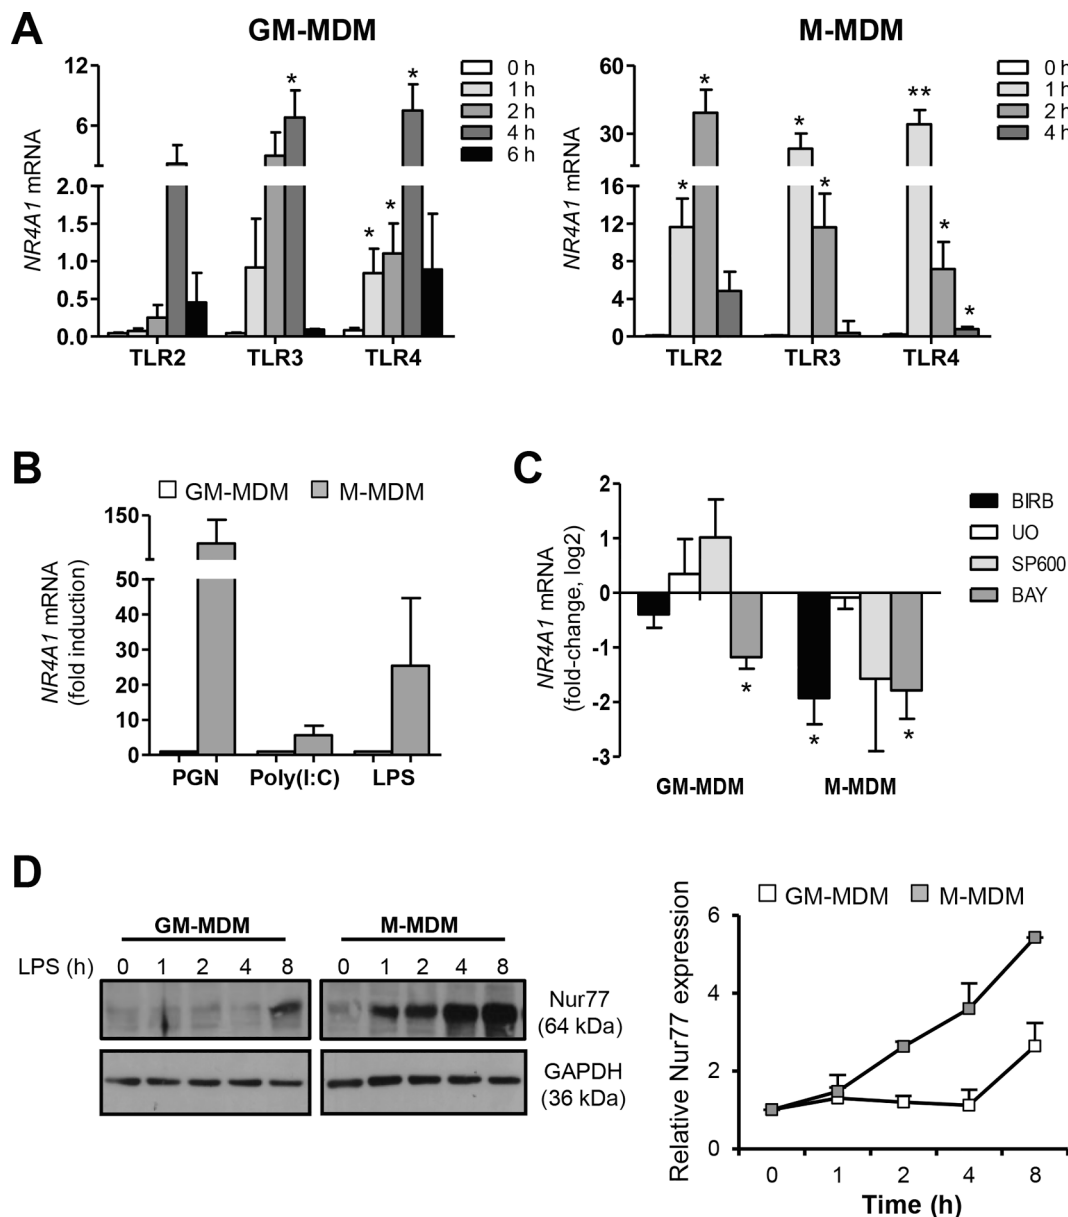 A
GM-MDM
M-MDM
NR4A1 mRNA
12
6
2.0
1.5
1.0
0.5
0.0
* * * *
0 h
1 h
2 h
4 h
6 h
TLR2 TLR3 TLR4
NR4A1 mRNA
60
30
16
12
8
4
0
* * * * ** * *
0 h
1 h
2 h
4 h
TLR2 TLR3 TLR4
B
GM-MDM M-MDM
NR4A1 mRNA
(fold induction)
150
50
40
30
20
10
0
PGN Poly(I:C) LPS
C
NR4A1 mRNA
(fold-change, log2)
2
1
0
-1
-2
-3
* * *
BIRB
UO
SP600
BAY
GM-MDM M-MDM
D
GM-MDM M-MDM
LPS (h) 0 1 2 4 8 0 1 2 4 8
Nur77
(64 kDa)
GAPDH
(36 kDa)
GM-MDM M-MDM
Relative Nur77 expression
6
4
2
0
0 1 2 4 8
Time (h)